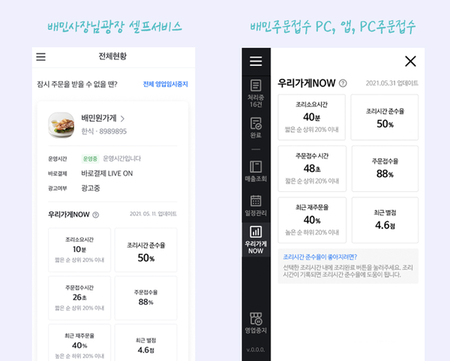 배민사장님광장 셀프서비스
전체현황
잠시 주문을 받을 수 없을 땐?
전체 영업임시중지
배민원가게
한식 · 8989895
운영시간 운영중 운영시간입니다
바로결제 바로결제 LIVE ON
광고여부 광고중
우리가게NOW
2021. 05. 11. 업데이트
조리소요시간
10분
짧은 순 상위 20% 이내
조리시간 준수율
50%
주문접수시간
26초
짧은 순 상위 20% 이내
주문접수율
88%
최근 재주문율
40%
높은 순 하위 20% 이내
최근 별점
4.6점
배민주문접수 PC, 앱, PC주문접수
처리중
16건
완료
매출조회
일정관리
우리가게
NOW
영업중지
v.0.0.0.
우리가게NOW
2021.05.31 업데이트
조리소요시간
40분
짧은 순 상위 20% 이내
조리시간 준수율
50%
주문접수 시간
48초
짧은 순 상위 20% 이내
주문접수율
88%
최근 재주문율
40%
높은 순 하위 20% 이내
최근 별점
4.6점
조리시간 준수율이 좋아지려면?
선택한 조리시간 내에 조리완료 버튼을 눌러주세요. 조리
시간이 기록되면 조리시간 준수율에 도움이 됩니다.